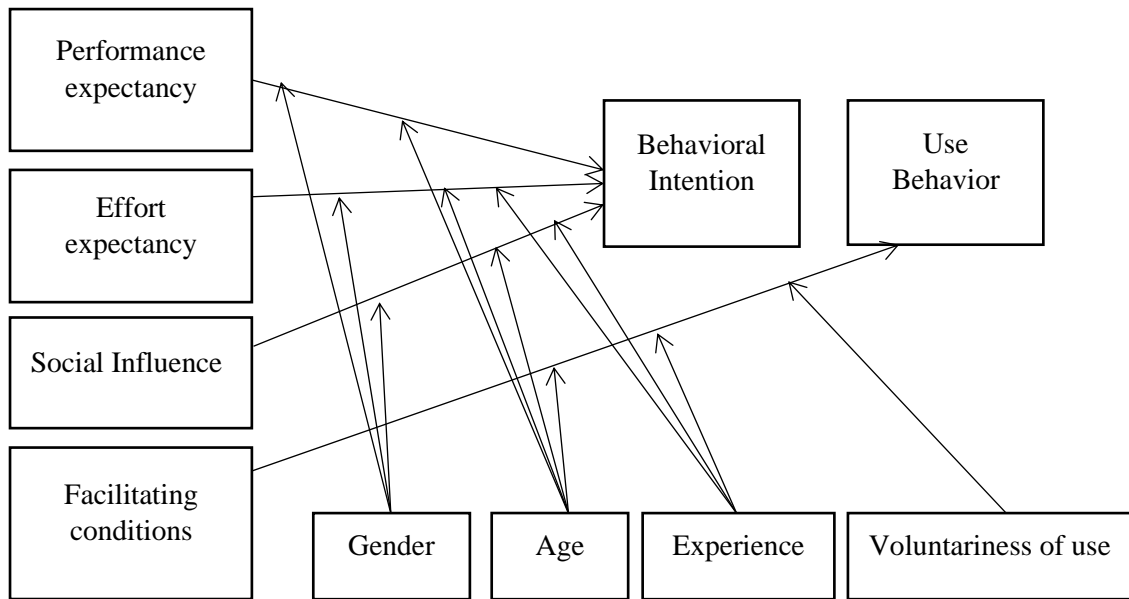 Performance
expectancy
Behavioral
Intention
Use
Behavior
Effort
expectancy
Social Influence
Facilitating
conditions
Gender
Age
Experience
Voluntariness of use